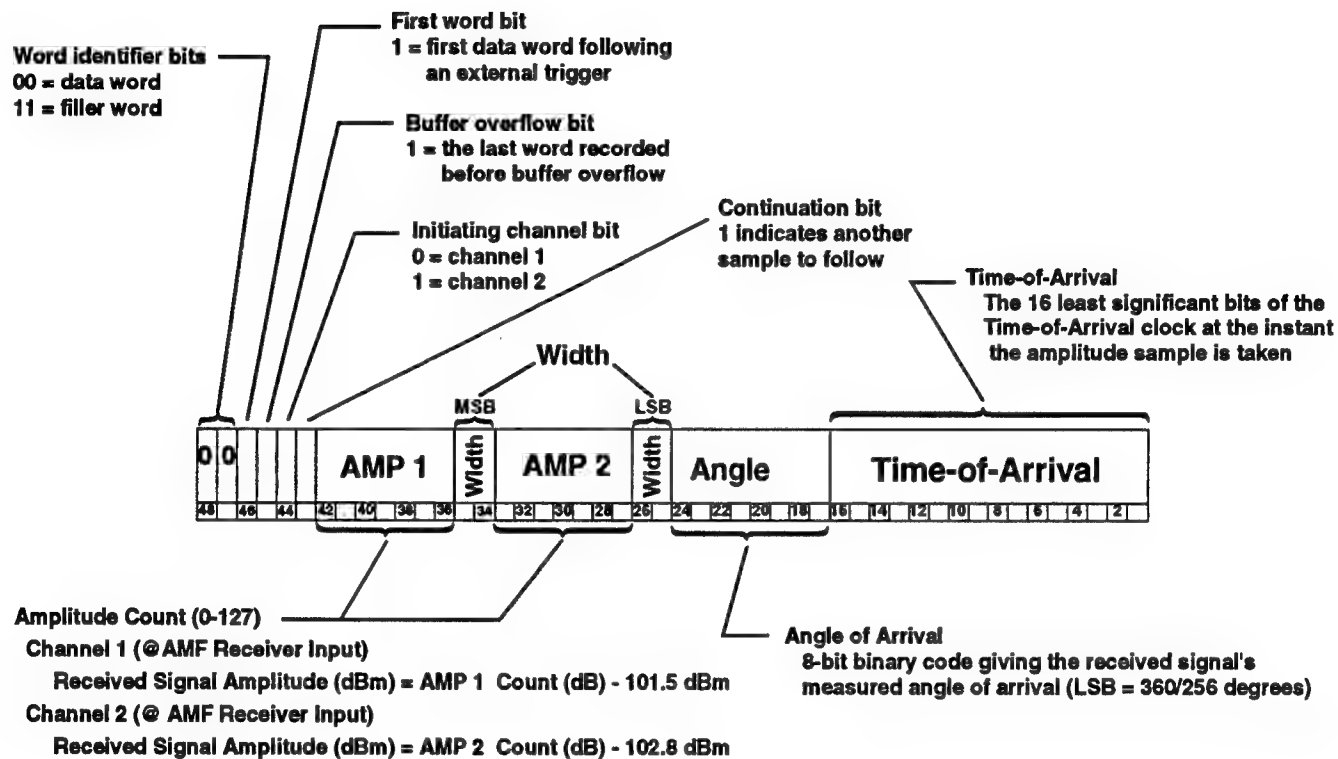 First word bit
1 = first data word following
an external trigger
Word identifier bits
00 = data word
11 = filler word
Buffer overflow bit
1 = the last word recorded
before buffer overflow
Initiating channel bit
0 = channel 1
1 = channel 2
Continuation bit
1 indicates another
sample to follow
Time-of-Arrival
The 16 least significant bits of the
Time-of-Arrival clock at the instant
the amplitude sample is taken
Width
MSB
LSB
0 0
AMP 1
Width
AMP 2
Width
Angle
Time-of-Arrival
48 46 44 42 40 38 36 34 32 30 28 26 24 22 20 18 16 14 12 10 8 6 4 2
Amplitude Count (0-127)
Channel 1 (@AMF Receiver Input)
Received Signal Amplitude (dBm) = AMP 1 Count (dB) - 101.5 dBm
Channel 2 (@ AMF Receiver Input)
Received Signal Amplitude (dBm) = AMP 2 Count (dB) - 102.8 dBm
Angle of Arrival
8-bit binary code giving the received signal's
measured angle of arrival (LSB = 360/256 degrees)